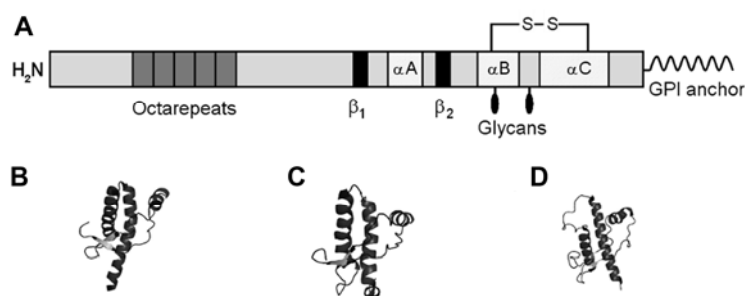 A
S-S
H₂N
αA
αB
αC
GPI anchor
Octarepeats
β₁
β₂
Glycans
B
C
D